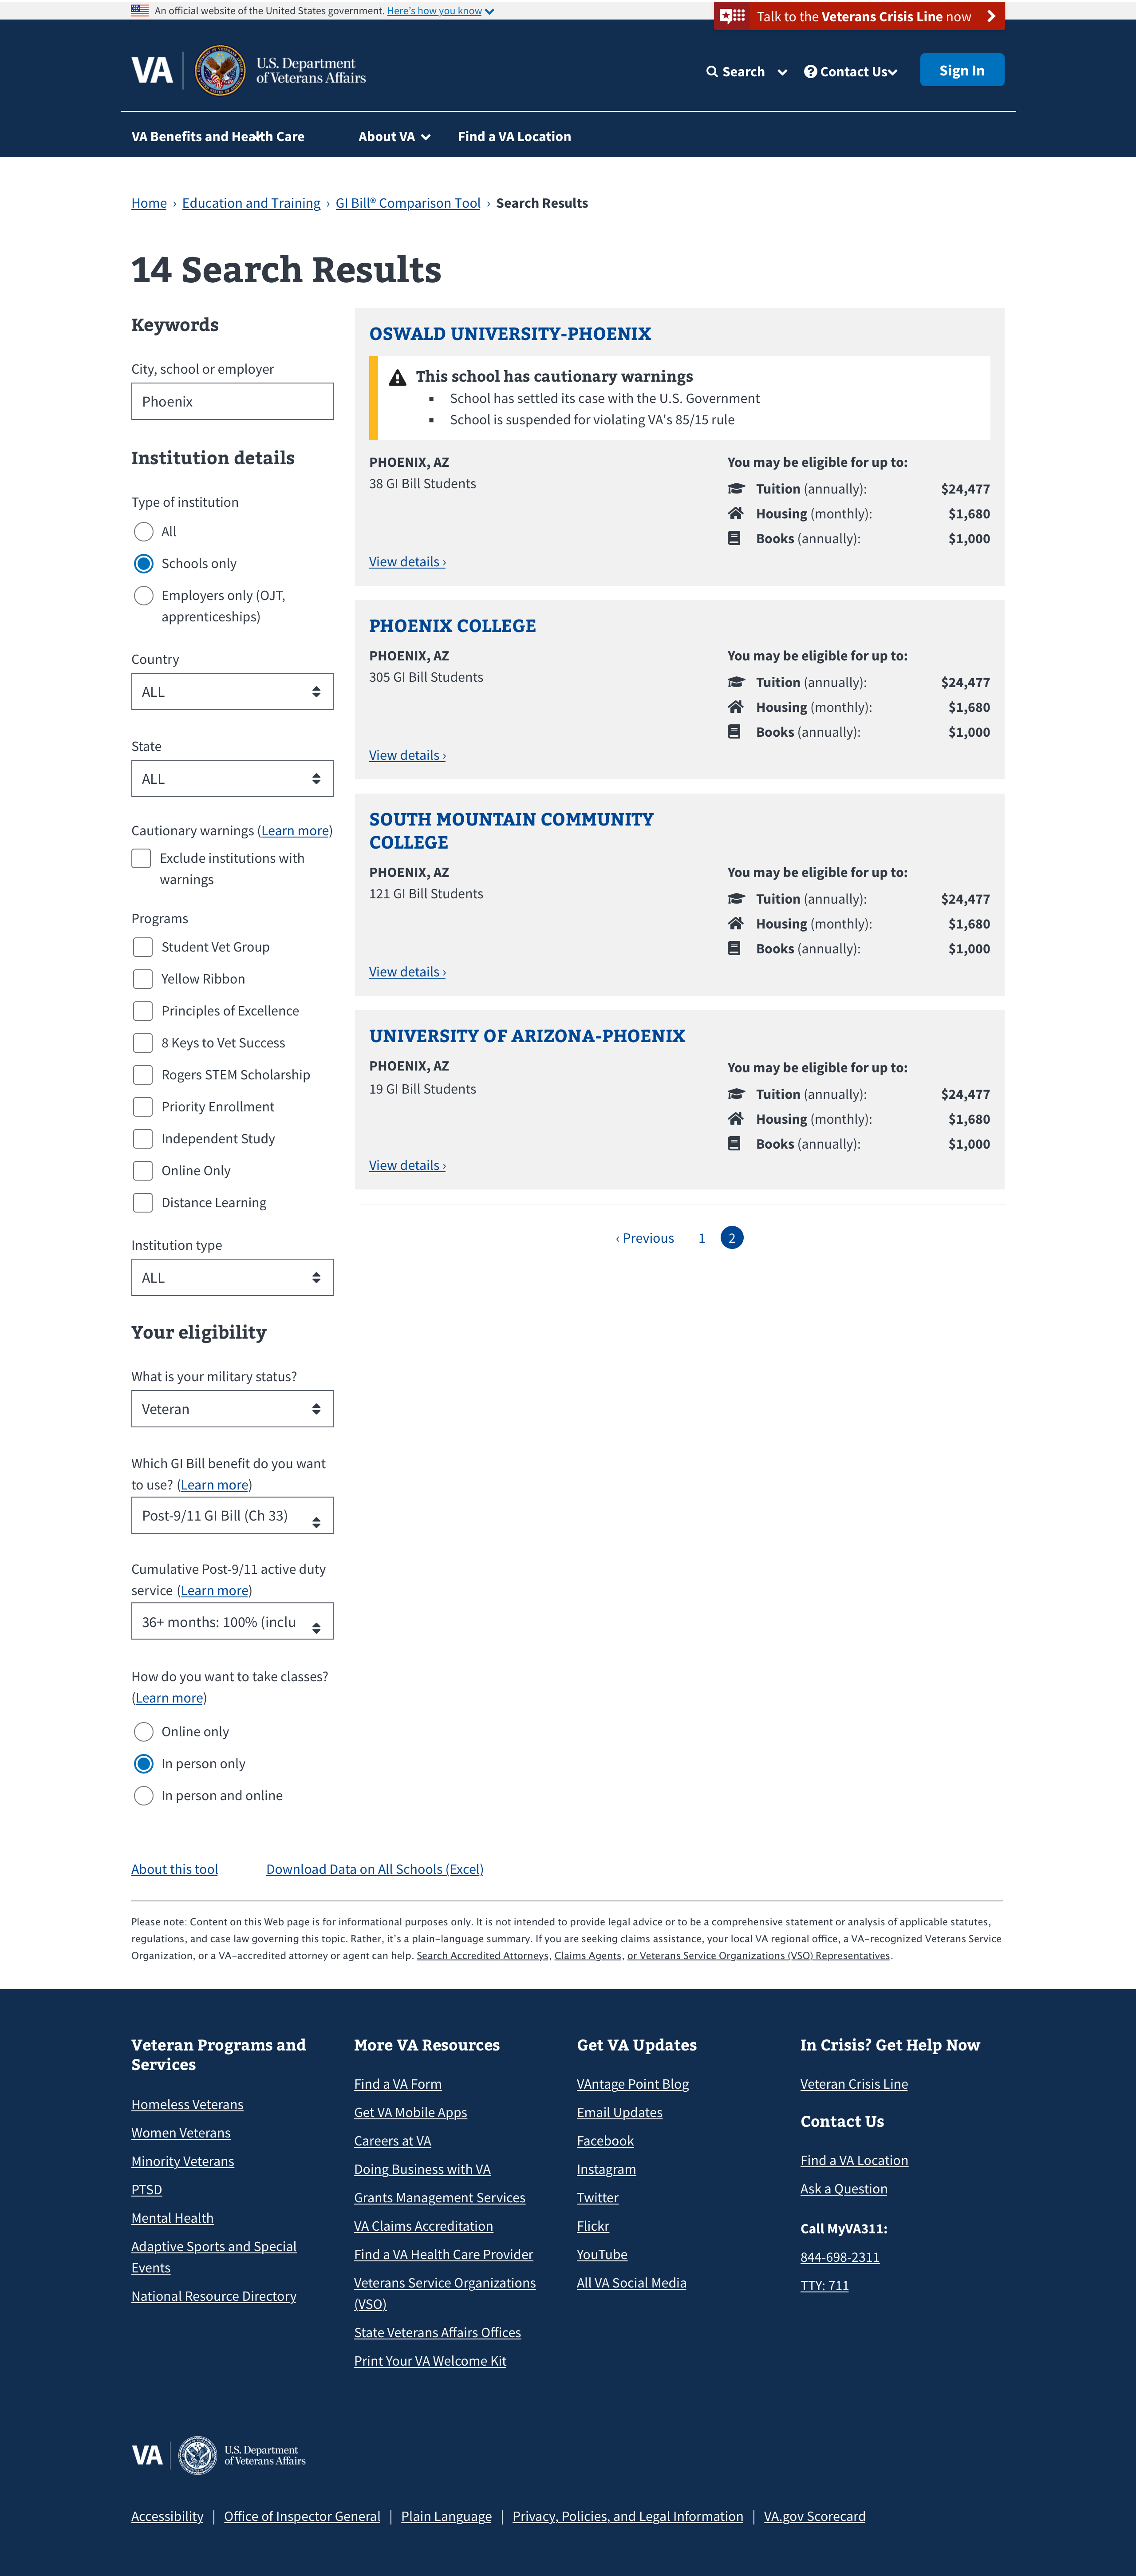 An official website of the United States government. Here's how you know
Talk to the Veterans Crisis Line now
VA
U.S. Department
of Veterans Affairs
Search
Contact Us
Sign In
VA Benefits and Health Care
About VA
Find a VA Location
Home › Education and Training › GI Bill® Comparison Tool › Search Results
14 Search Results
Keywords
City, school or employer
Phoenix
Institution details
Type of institution
All
Schools only
Employers only (OJT,
apprenticeships)
Country
ALL
State
ALL
Cautionary warnings (Learn more)
Exclude institutions with
warnings
Programs
Student Vet Group
Yellow Ribbon
Principles of Excellence
8 Keys to Vet Success
Rogers STEM Scholarship
Priority Enrollment
Independent Study
Online Only
Distance Learning
Institution type
ALL
Your eligibility
What is your military status?
Veteran
Which GI Bill benefit do you want
to use? (Learn more)
Post-9/11 GI Bill (Ch 33)
Cumulative Post-9/11 active duty
service (Learn more)
36+ months: 100% (inclu
How do you want to take classes?
(Learn more)
Online only
In person only
In person and online
OSWALD UNIVERSITY-PHOENIX
This school has cautionary warnings
▪ School has settled its case with the U.S. Government
▪ School is suspended for violating VA's 85/15 rule
PHOENIX, AZ
38 GI Bill Students
View details ›
You may be eligible for up to:
Tuition (annually): $24,477
Housing (monthly): $1,680
Books (annually): $1,000
PHOENIX COLLEGE
PHOENIX, AZ
305 GI Bill Students
View details ›
You may be eligible for up to:
Tuition (annually): $24,477
Housing (monthly): $1,680
Books (annually): $1,000
SOUTH MOUNTAIN COMMUNITY
COLLEGE
PHOENIX, AZ
121 GI Bill Students
View details ›
You may be eligible for up to:
Tuition (annually): $24,477
Housing (monthly): $1,680
Books (annually): $1,000
UNIVERSITY OF ARIZONA-PHOENIX
PHOENIX, AZ
19 GI Bill Students
View details ›
You may be eligible for up to:
Tuition (annually): $24,477
Housing (monthly): $1,680
Books (annually): $1,000
‹ Previous 1 2
About this tool
Download Data on All Schools (Excel)
Please note: Content on this Web page is for informational purposes only. It is not intended to provide legal advice or to be a comprehensive statement or analysis of applicable statutes,
regulations, and case law governing this topic. Rather, it's a plain-language summary. If you are seeking claims assistance, your local VA regional office, a VA-recognized Veterans Service
Organization, or a VA-accredited attorney or agent can help. Search Accredited Attorneys, Claims Agents, or Veterans Service Organizations (VSO) Representatives.
Veteran Programs and
Services
Homeless Veterans
Women Veterans
Minority Veterans
PTSD
Mental Health
Adaptive Sports and Special
Events
National Resource Directory
More VA Resources
Find a VA Form
Get VA Mobile Apps
Careers at VA
Doing Business with VA
Grants Management Services
VA Claims Accreditation
Find a VA Health Care Provider
Veterans Service Organizations
(VSO)
State Veterans Affairs Offices
Print Your VA Welcome Kit
Get VA Updates
VAntage Point Blog
Email Updates
Facebook
Instagram
Twitter
Flickr
YouTube
All VA Social Media
In Crisis? Get Help Now
Veteran Crisis Line
Contact Us
Find a VA Location
Ask a Question
Call MyVA311:
844-698-2311
TTY: 711
VA
U.S. Department
of Veterans Affairs
Accessibility | Office of Inspector General | Plain Language | Privacy, Policies, and Legal Information | VA.gov Scorecard